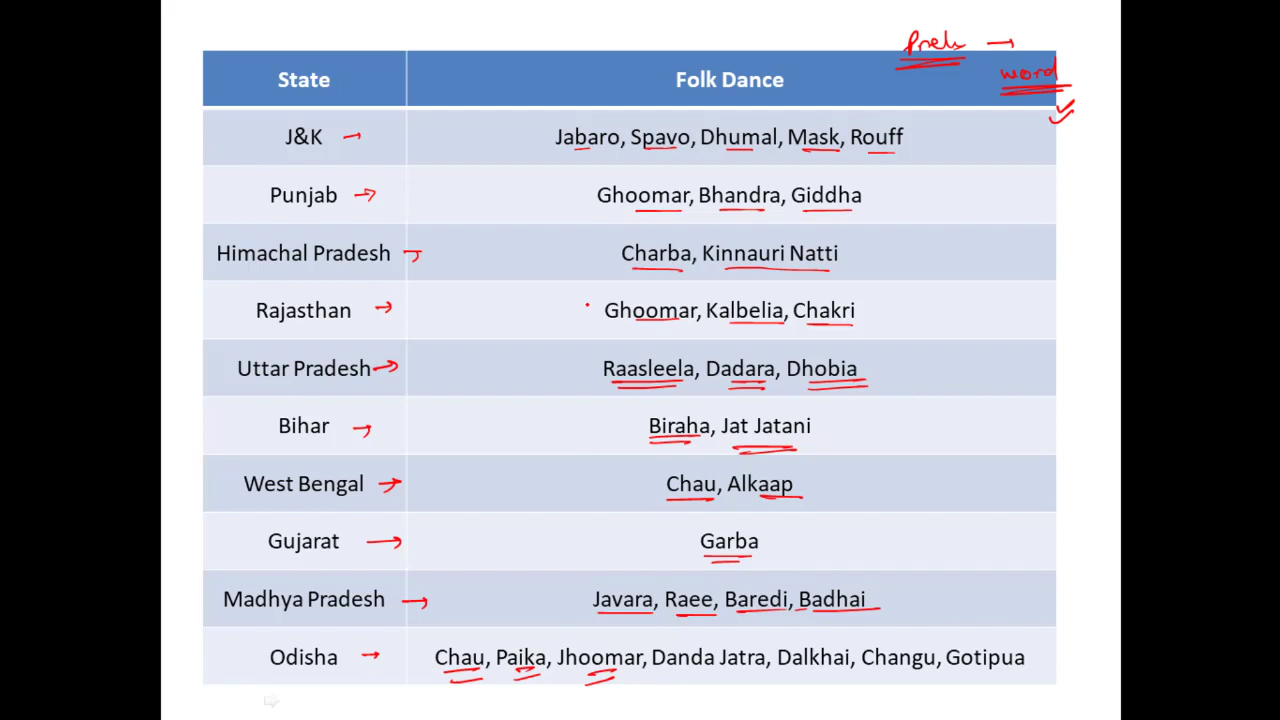 Prels →
word
State Folk Dance
J&K Jabaro, Spavo, Dhumal, Mask, Rouff
Punjab Ghoomar, Bhandra, Giddha
Himachal Pradesh Charba, Kinnauri Natti
Rajasthan Ghoomar, Kalbelia, Chakri
Uttar Pradesh Raasleela, Dadara, Dhobia
Bihar Biraha, Jat Jatani
West Bengal Chau, Alkaap
Gujarat Garba
Madhya Pradesh Javara, Raee, Baredi, Badhai
Odisha Chau, Paika, Jhoomar, Danda Jatra, Dalkhai, Changu, Gotipua